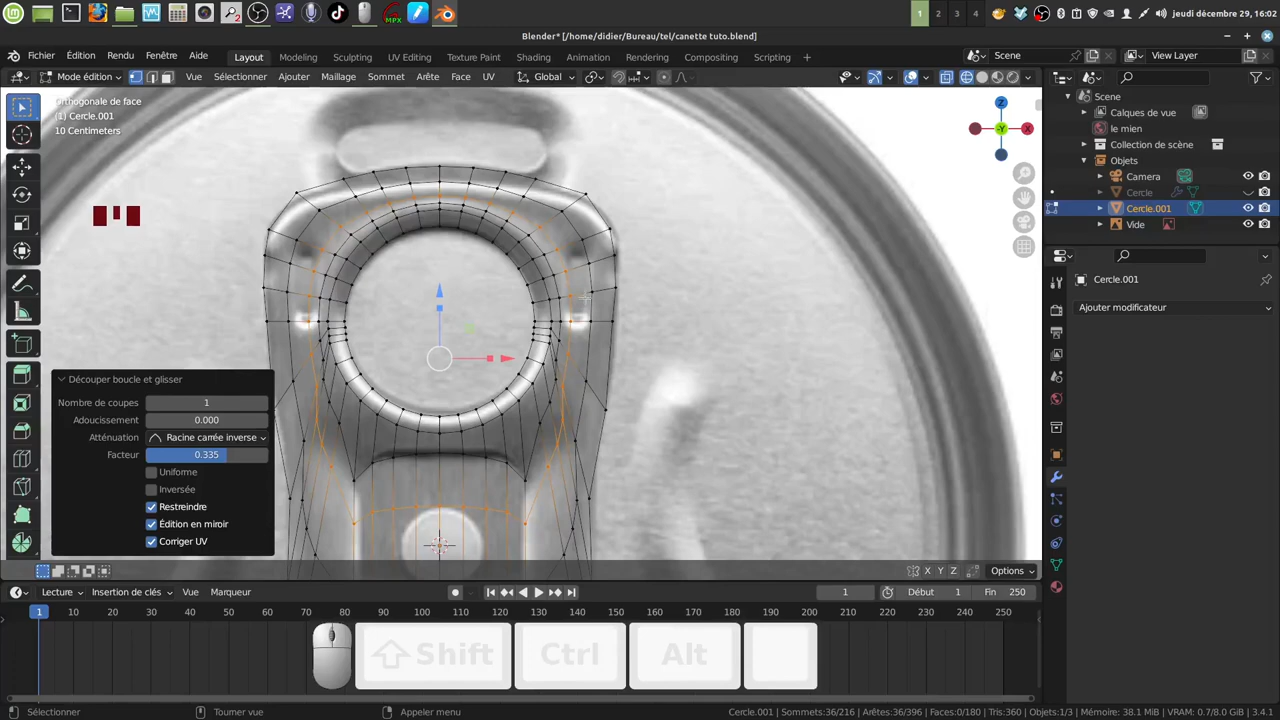 1 2 3 4 jeudi décembre 29, 16:02
Blender* [/home/didier/Bureau/tel/canette tuto.blend]
Fichier Édition Rendu Fenêtre Aide Layout Modeling Sculpting UV Editing Texture Paint Shading Animation Rendering Compositing Scripting + Scene View Layer
Mode édition Vue Sélectionner Ajouter Maillage Sommet Arête Face UV Global
Orthogonale de face
(1) Cercle.001
10 Centimeters
Z
-Y
X
Scene
Calques de vue
le mien
Collection de scène
Objets
Camera
Cercle
Cercle.001
Vide
Cercle.001
Ajouter modificateur
Découper boucle et glisser
Nombre de coupes 1
Adoucissement 0.000
Atténuation Racine carrée inverse
Facteur 0.335
Uniforme
Inversée
Restreindre
Édition en miroir
Corriger UV
X Y Z Options
Lecture Insertion de clés Vue Marqueur 1 Début 1 Fin 250
1 10 20 30 40 50 60 70 80 90 100 110 120 130 140 150 160 170 180 190 200 210 220 230 240 250
Shift Ctrl Alt
Sélectionner Tourner vue Appeler menu Cercle.001 | Sommets:36/216 | Arêtes:36/396 | Faces:0/180 | Tris:360 | Objets:1/3 | Mémoire: 38.1 MiB | VRAM: 0.7/8.0 GiB | 3.4.1